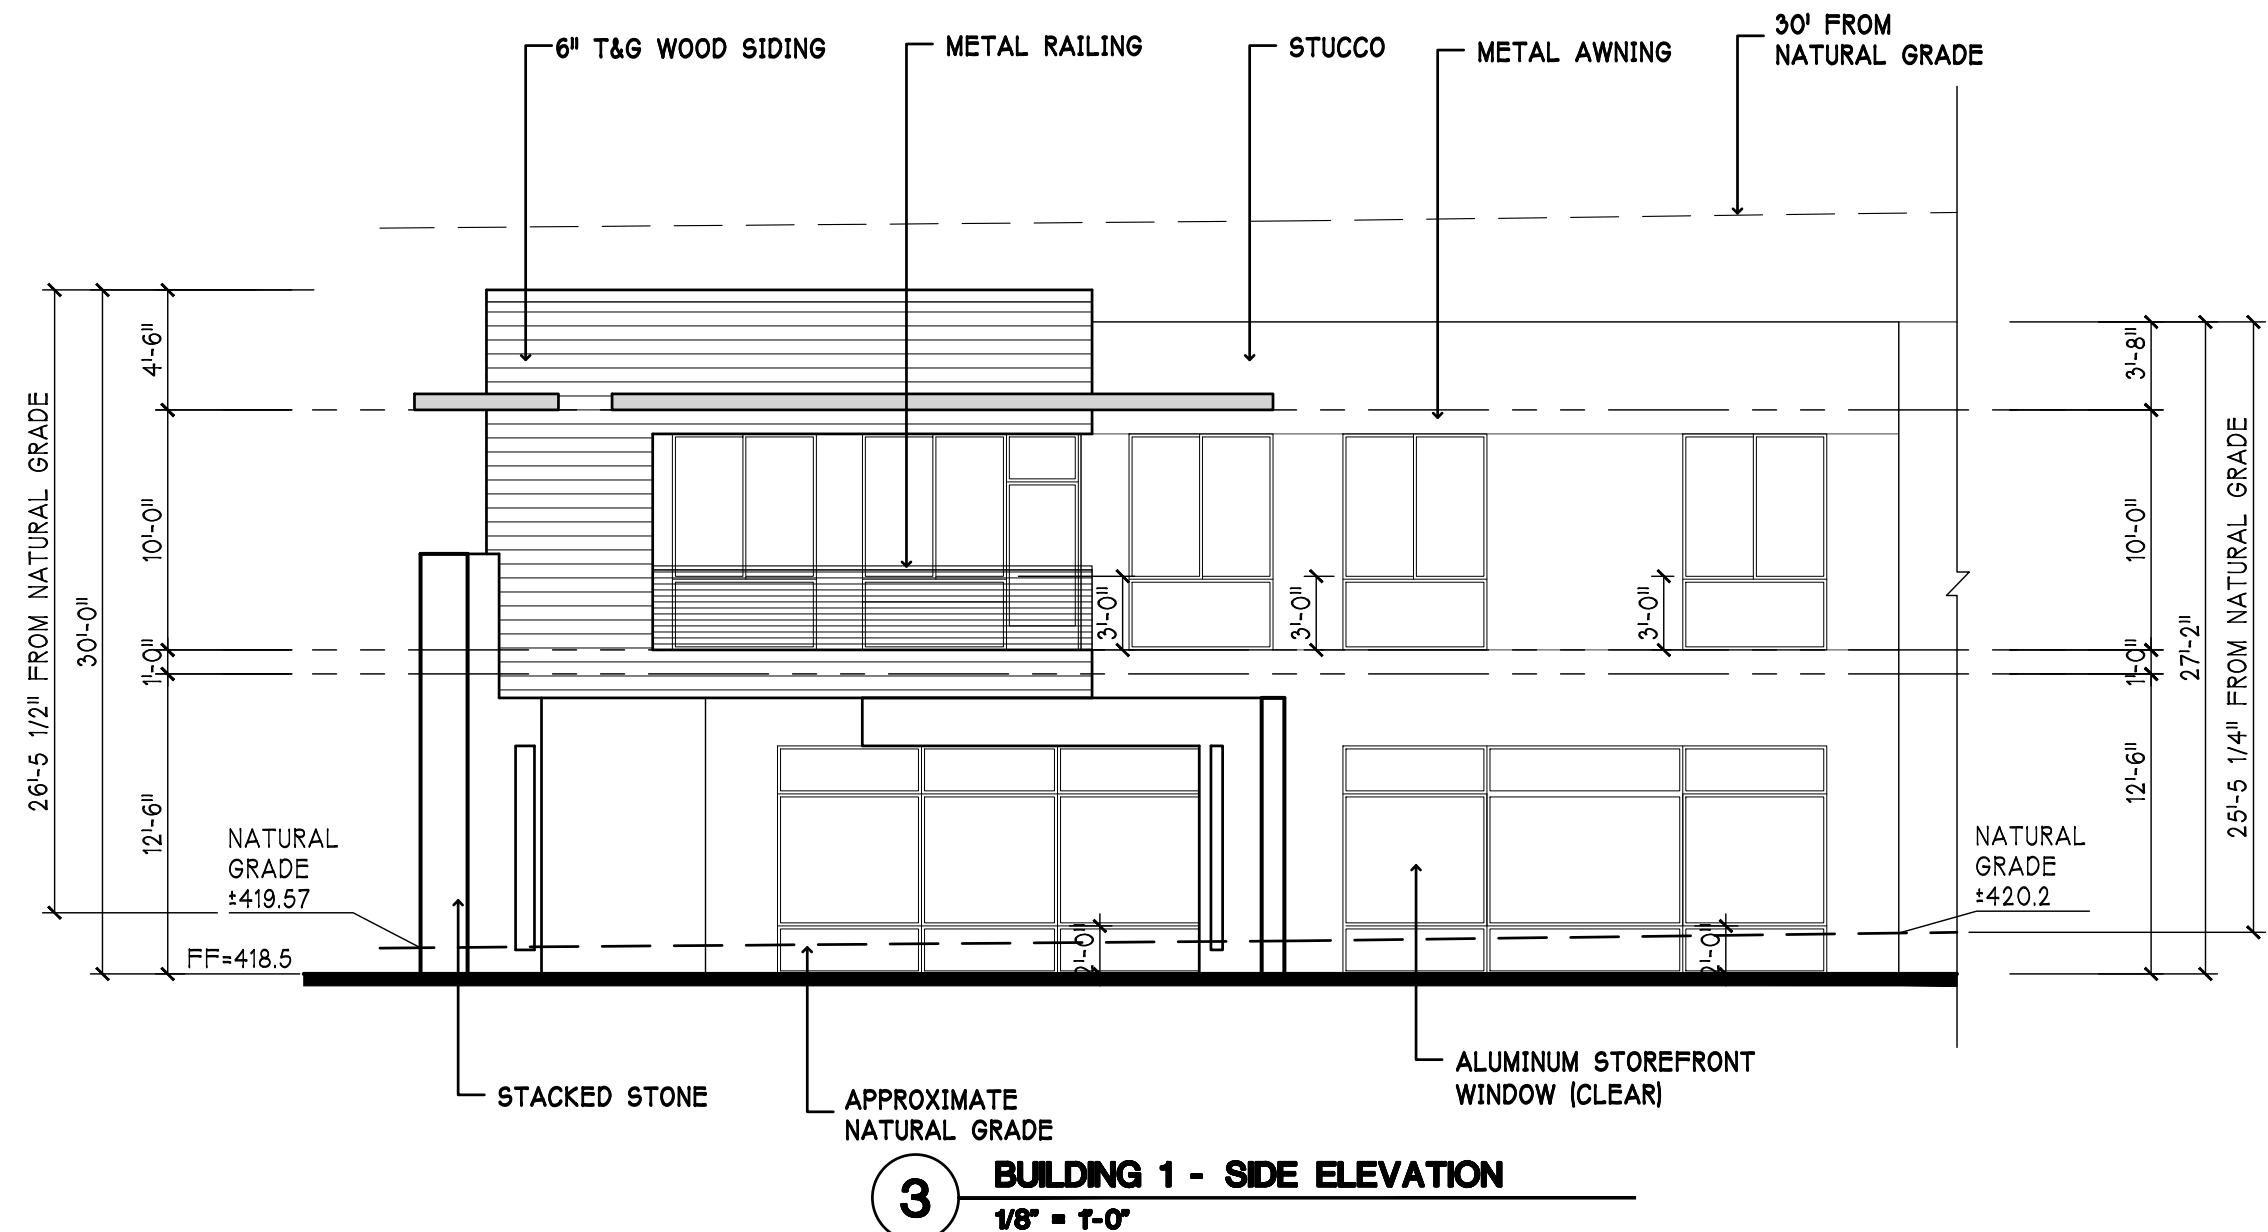 6" T&G WOOD SIDING
METAL RAILING
STUCCO
METAL AWNING
30' FROM
NATURAL GRADE
26'-5 1/2" FROM NATURAL GRADE
30'-0"
4'-6"
10'-0"
1'-0"
12'-6"
NATURAL
GRADE
±419.57
FF=418.5
3'-0"
3'-0"
3'-0"
2'-0"
2'-0"
3'-8"
10'-0"
1'-0"
12'-6"
27'-2"
25'-5 1/4" FROM NATURAL GRADE
NATURAL
GRADE
±420.2
STACKED STONE
APPROXIMATE
NATURAL GRADE
ALUMINUM STOREFRONT
WINDOW (CLEAR)
3
BUILDING 1 - SIDE ELEVATION
1/8" = 1'-0"